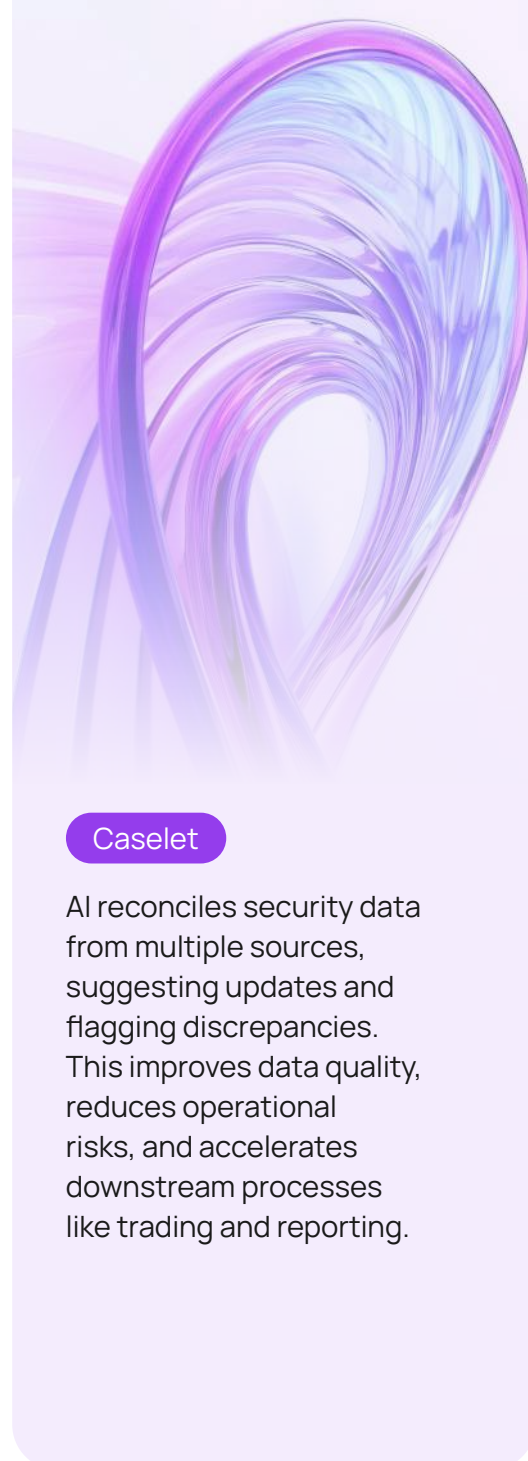 Caselet
AI reconciles security data
from multiple sources,
suggesting updates and
flagging discrepancies.
This improves data quality,
reduces operational
risks, and accelerates
downstream processes
like trading and reporting.